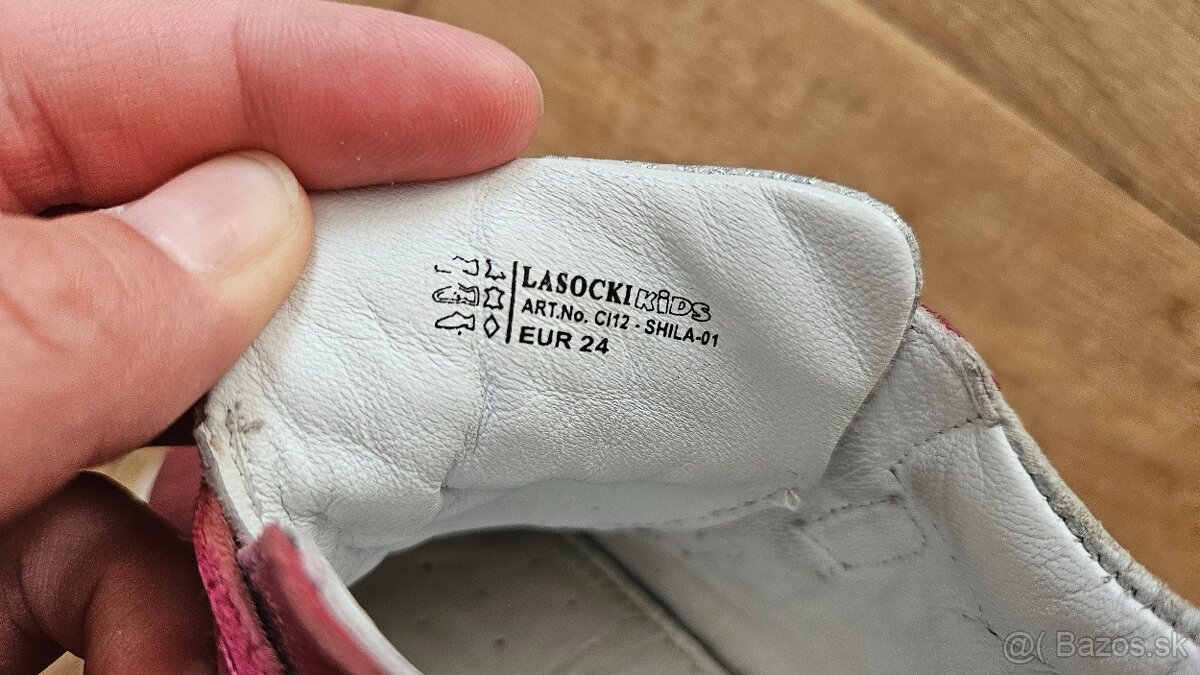 LASOCKI KiDS
ART.No. CI12 - SHILA-01
EUR 24
@( Bazos.sk